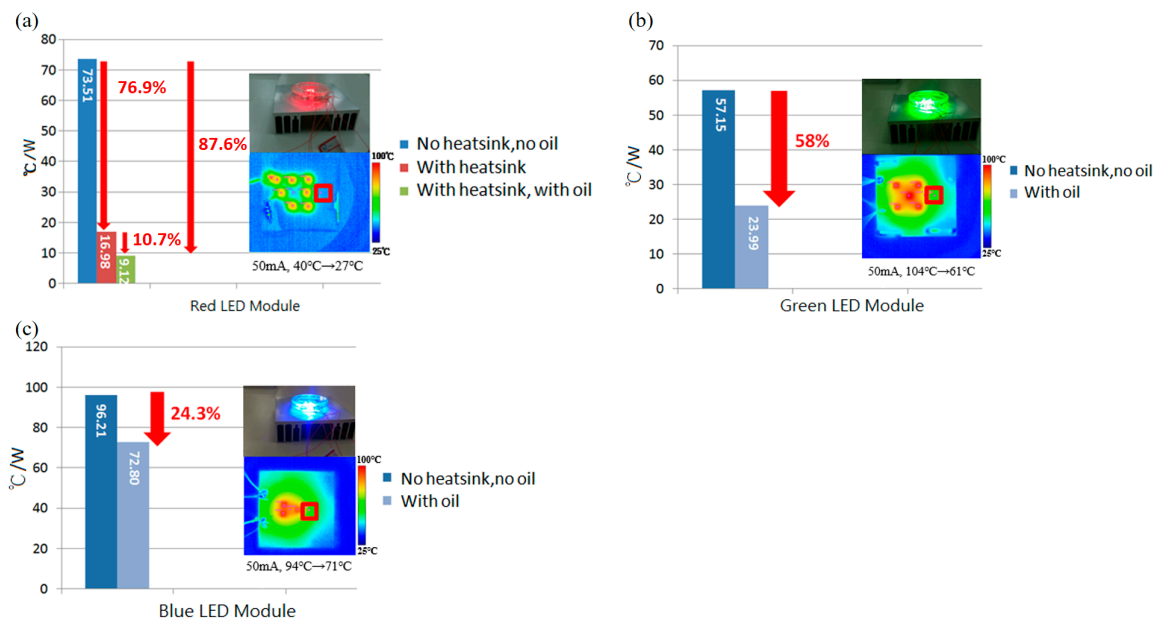 (a)
80
70
60
50
40
30
20
10
0
℃/W
73.51
16.98
9.12
76.9%
87.6%
10.7%
100℃
25℃
50mA, 40℃→27℃
No heatsink,no oil
With heatsink
With heatsink, with oil
Red LED Module
(b)
70
60
50
40
30
20
10
0
℃/W
57.15
23.99
58%
100℃
25℃
50mA, 104℃→61℃
No heatsink,no oil
With oil
Green LED Module
(c)
120
100
80
60
40
20
0
℃/W
96.21
72.80
24.3%
100℃
25℃
50mA, 94℃→71℃
No heatsink,no oil
With oil
Blue LED Module